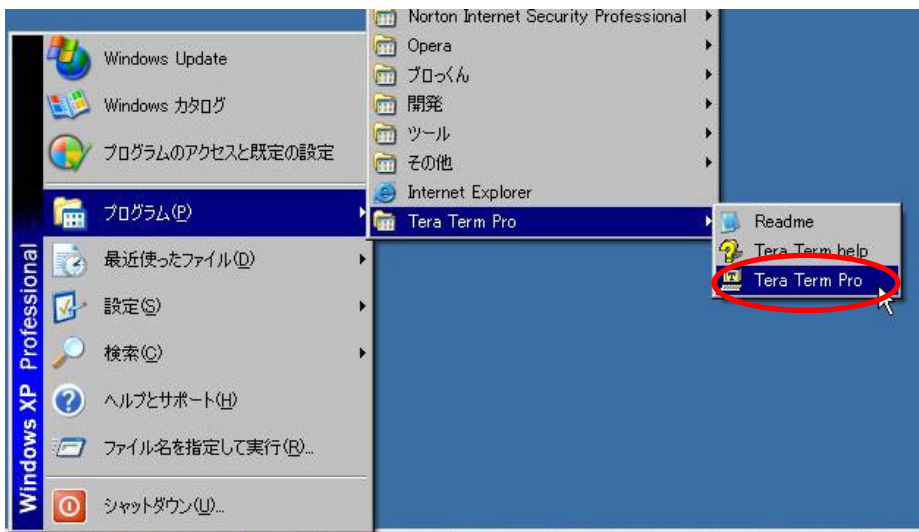 Windows XP Professional
Windows Update
Windows カタログ
プログラムのアクセスと既定の設定
プログラム(P)
最近使ったファイル(D)
設定(S)
検索(C)
ヘルプとサポート(H)
ファイル名を指定して実行(R)...
シャットダウン(U)...
Norton Internet Security Professional
Opera
ブロっくん
開発
ツール
その他
Internet Explorer
Tera Term Pro
Readme
Tera Term help
Tera Term Pro